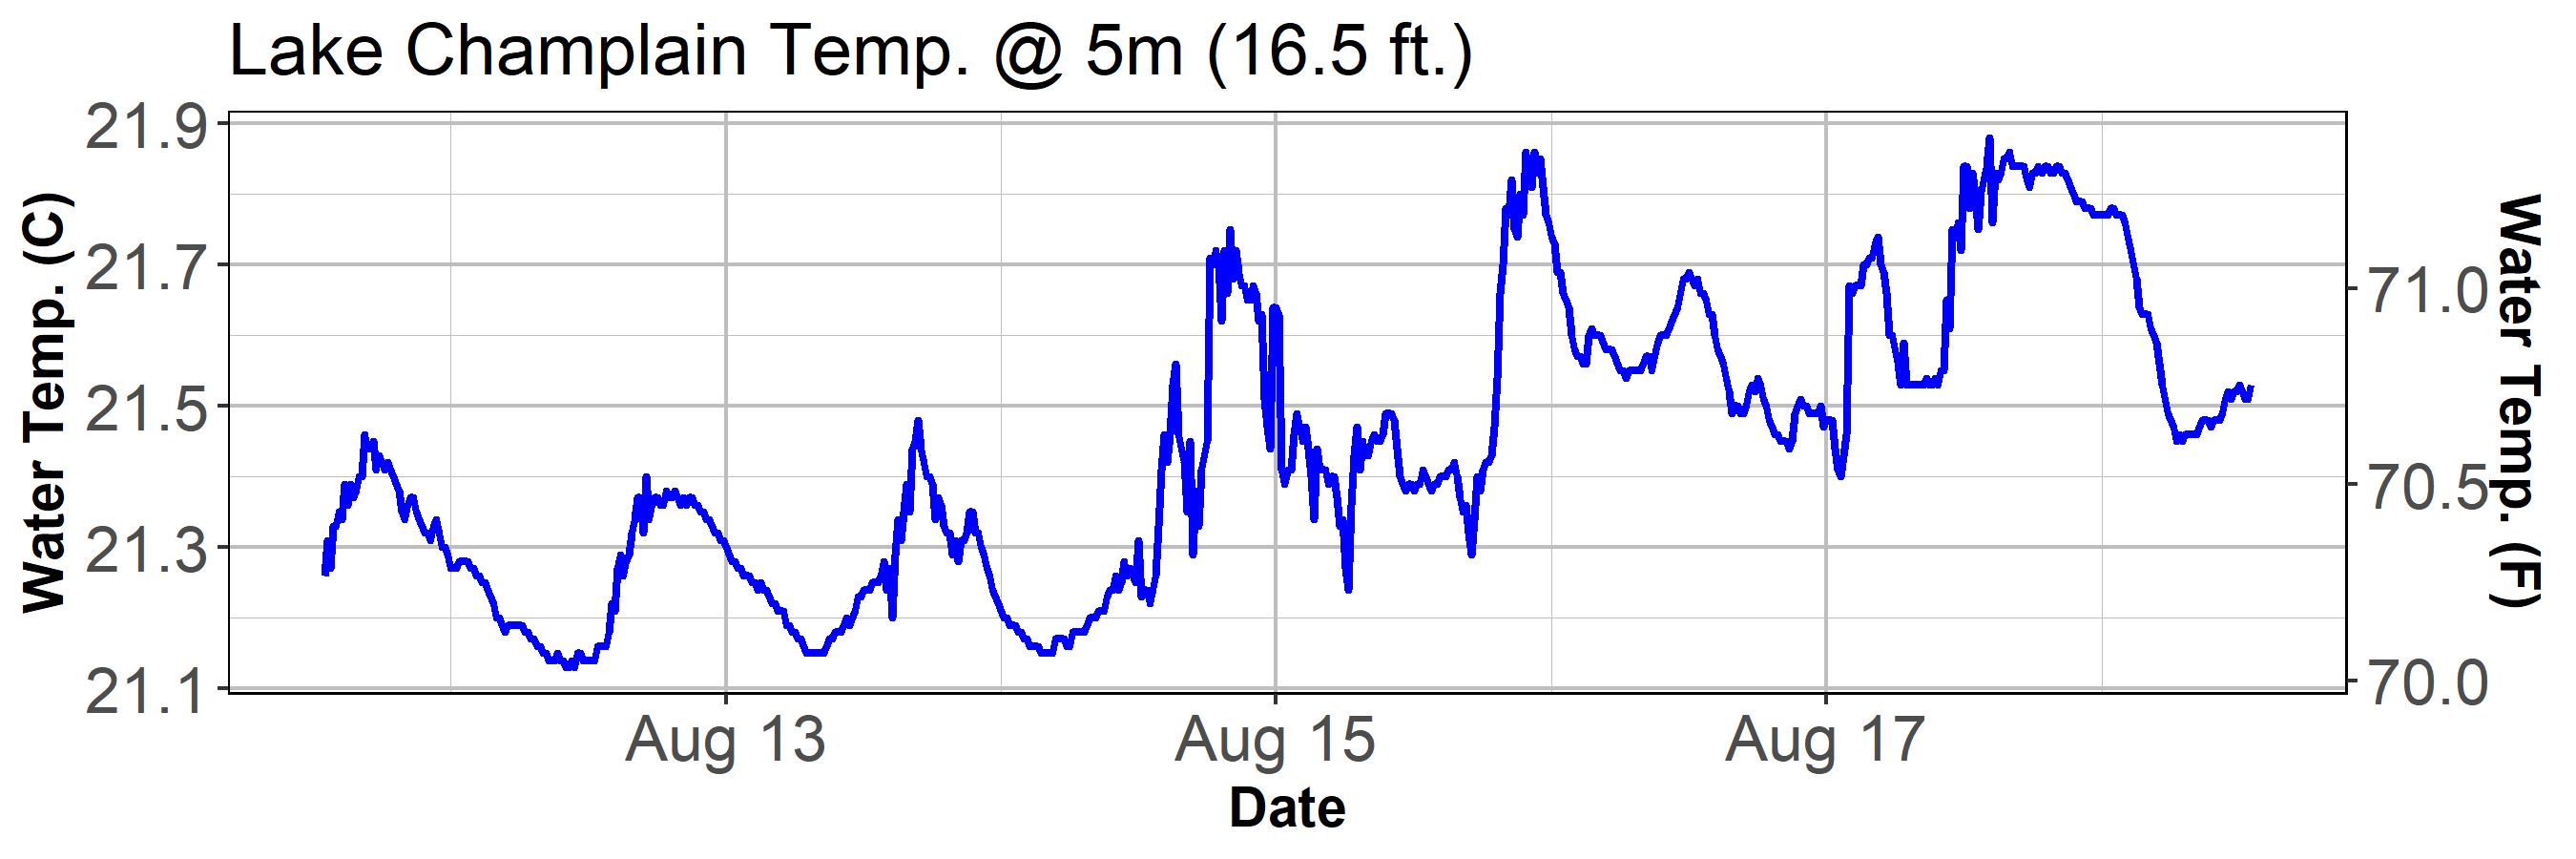 Lake Champlain Temp. @ 5m (16.5 ft.)
21.9
21.7
21.5
21.3
21.1
Water Temp. (C)
71.0
70.5
70.0
Water Temp. (F)
Aug 13
Aug 15
Aug 17
Date